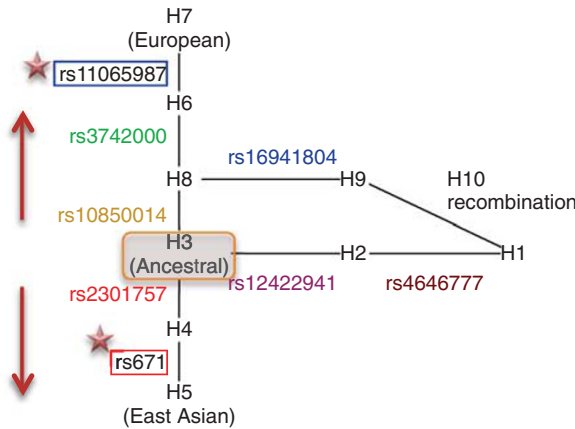 H7
(European)
rs11065987
H6
rs3742000
rs16941804
H8
H9
H10
recombination
rs10850014
H3
(Ancestral)
H2
H1
rs2301757
rs12422941
rs4646777
H4
rs671
H5
(East Asian)